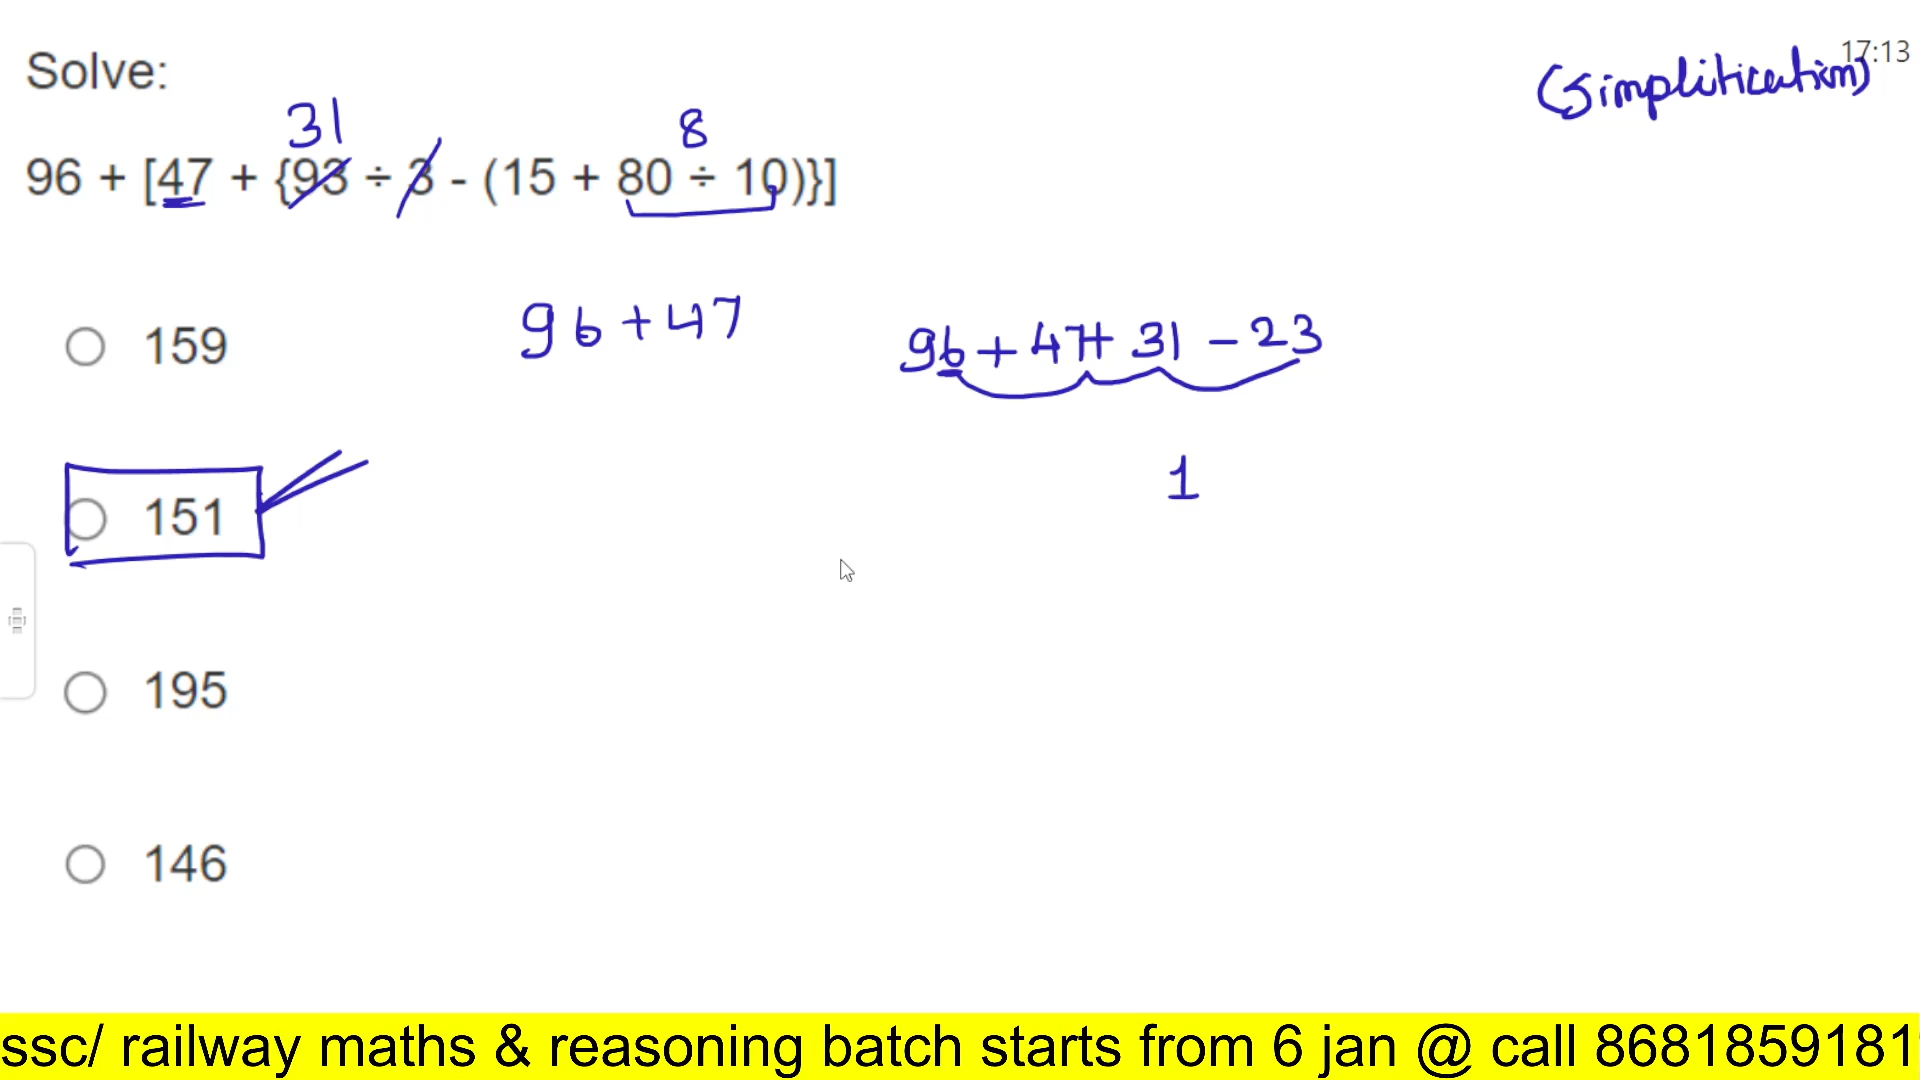 17:13
Solve:
(simplification)
31 8
96 + [47 + {93 ÷ 3 - (15 + 80 ÷ 10)}]
96 + 47
96 + 47 + 31 - 23
159
1
151
195
146
ssc/ railway maths & reasoning batch starts from 6 jan @ call 868185918